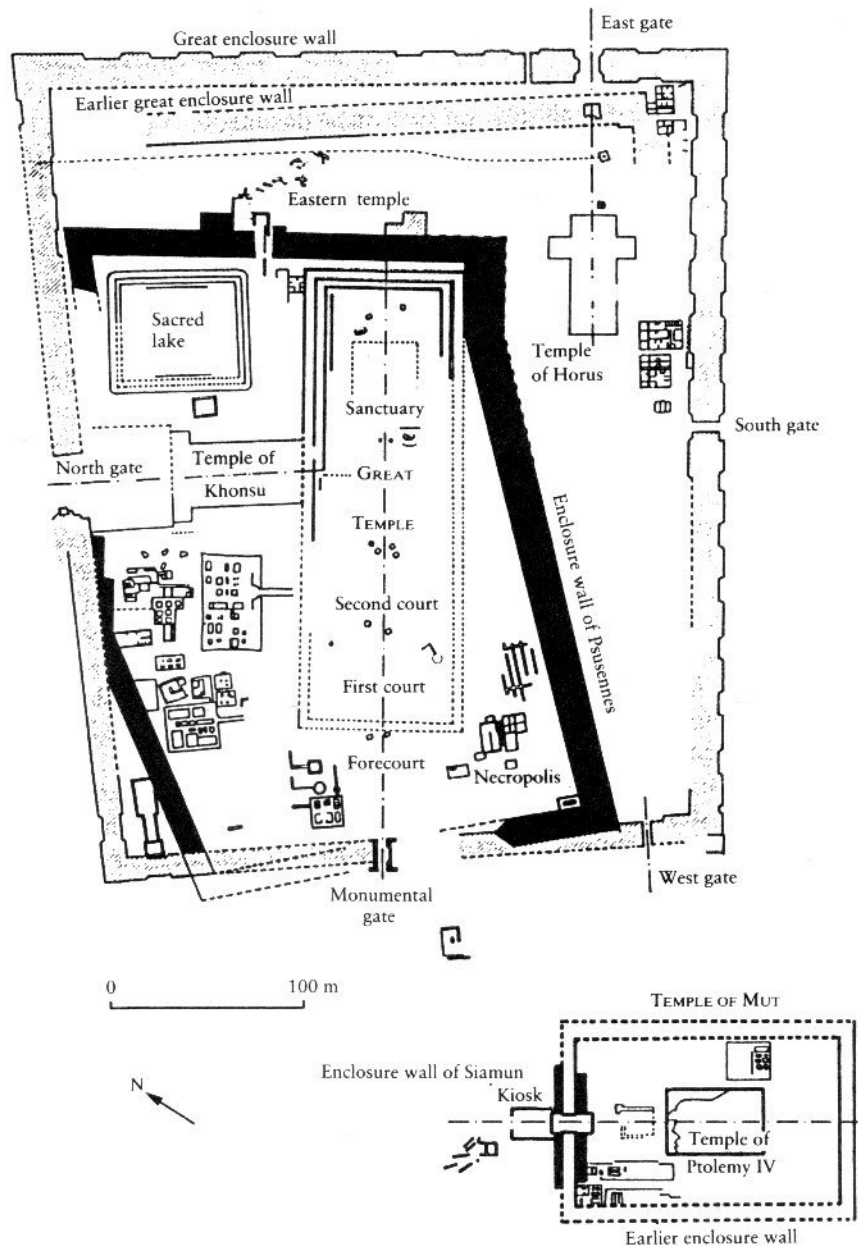 East gate
Great enclosure wall
Earlier great enclosure wall
Eastern temple
Sacred
lake
Temple
of Horus
Sanctuary
South gate
North gate
Temple of
Khonsu
GREAT
TEMPLE
Enclosure wall of Psusennes
Second court
First court
Forecourt
Necropolis
West gate
Monumental
gate
0 100 m
N
TEMPLE OF MUT
Enclosure wall of Siamun
Kiosk
Temple of
Ptolemy IV
Earlier enclosure wall